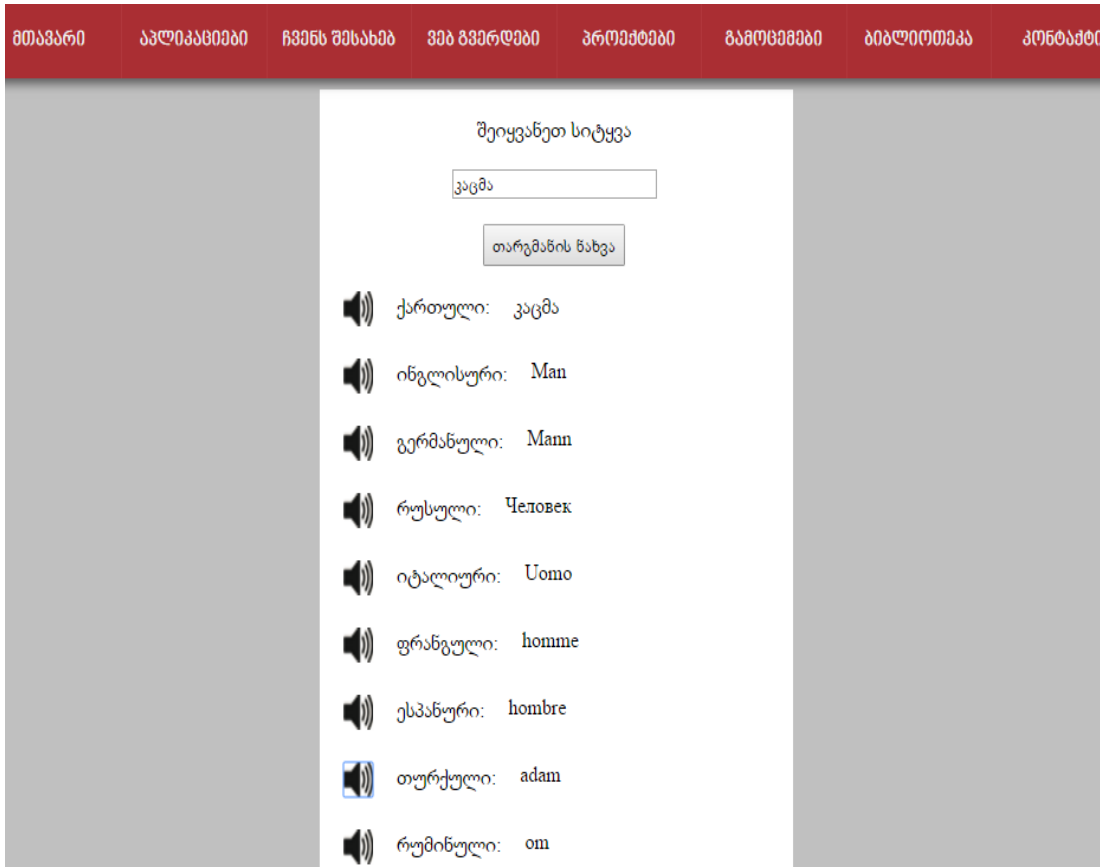 მთავარი აპლიკაციები ჩვენს შესახებ ვებ გვერდები პროექტები გამოცემები ბიბლიოთეკა კონტაქტი
შეიყვანეთ სიტყვა
კაცმა
თარგმანის ნახვა
ქართული: კაცმა
ინგლისური: Man
გერმანული: Mann
რუსული: Человек
იტალიური: Uomo
ფრანგული: homme
ესპანური: hombre
თურქული: adam
რუმინული: om